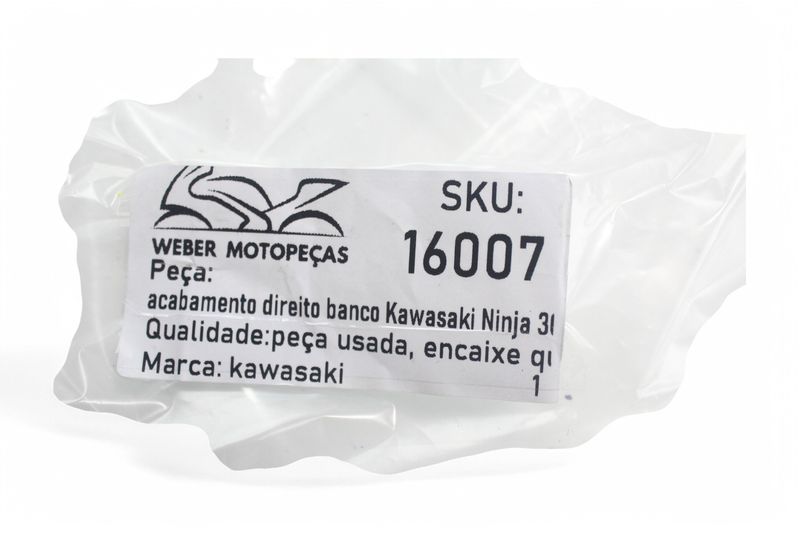 WEBER MOTOPEÇAS
SKU:
16007
Peça:
acabamento direito banco Kawasaki Ninja
Qualidade:peça usada, encaixe
Marca: kawasaki
1